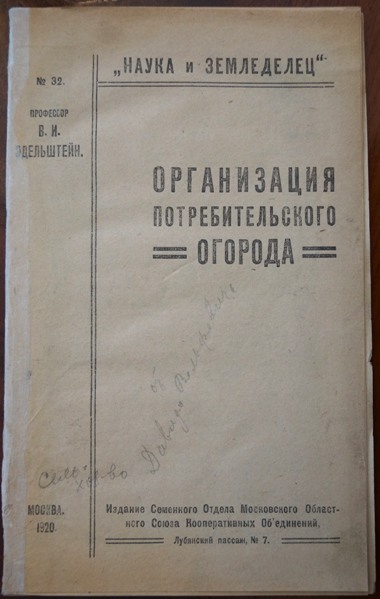 „НАУКА и ЗЕМЛЕДЕЛЕЦ“
№ 32.
ПРОФЕССОР
В. И.
ЭДЕЛЬШТЕЙН.
ОРГАНИЗАЦИЯ
ПОТРЕБИТЕЛЬСКОГО
ОГОРОДА
МОСКВА.
1920.
Издание Семенного Отдела Московского Област-
ного Союза Кооперативных Об'единений.
Лубянский пассаж, № 7.